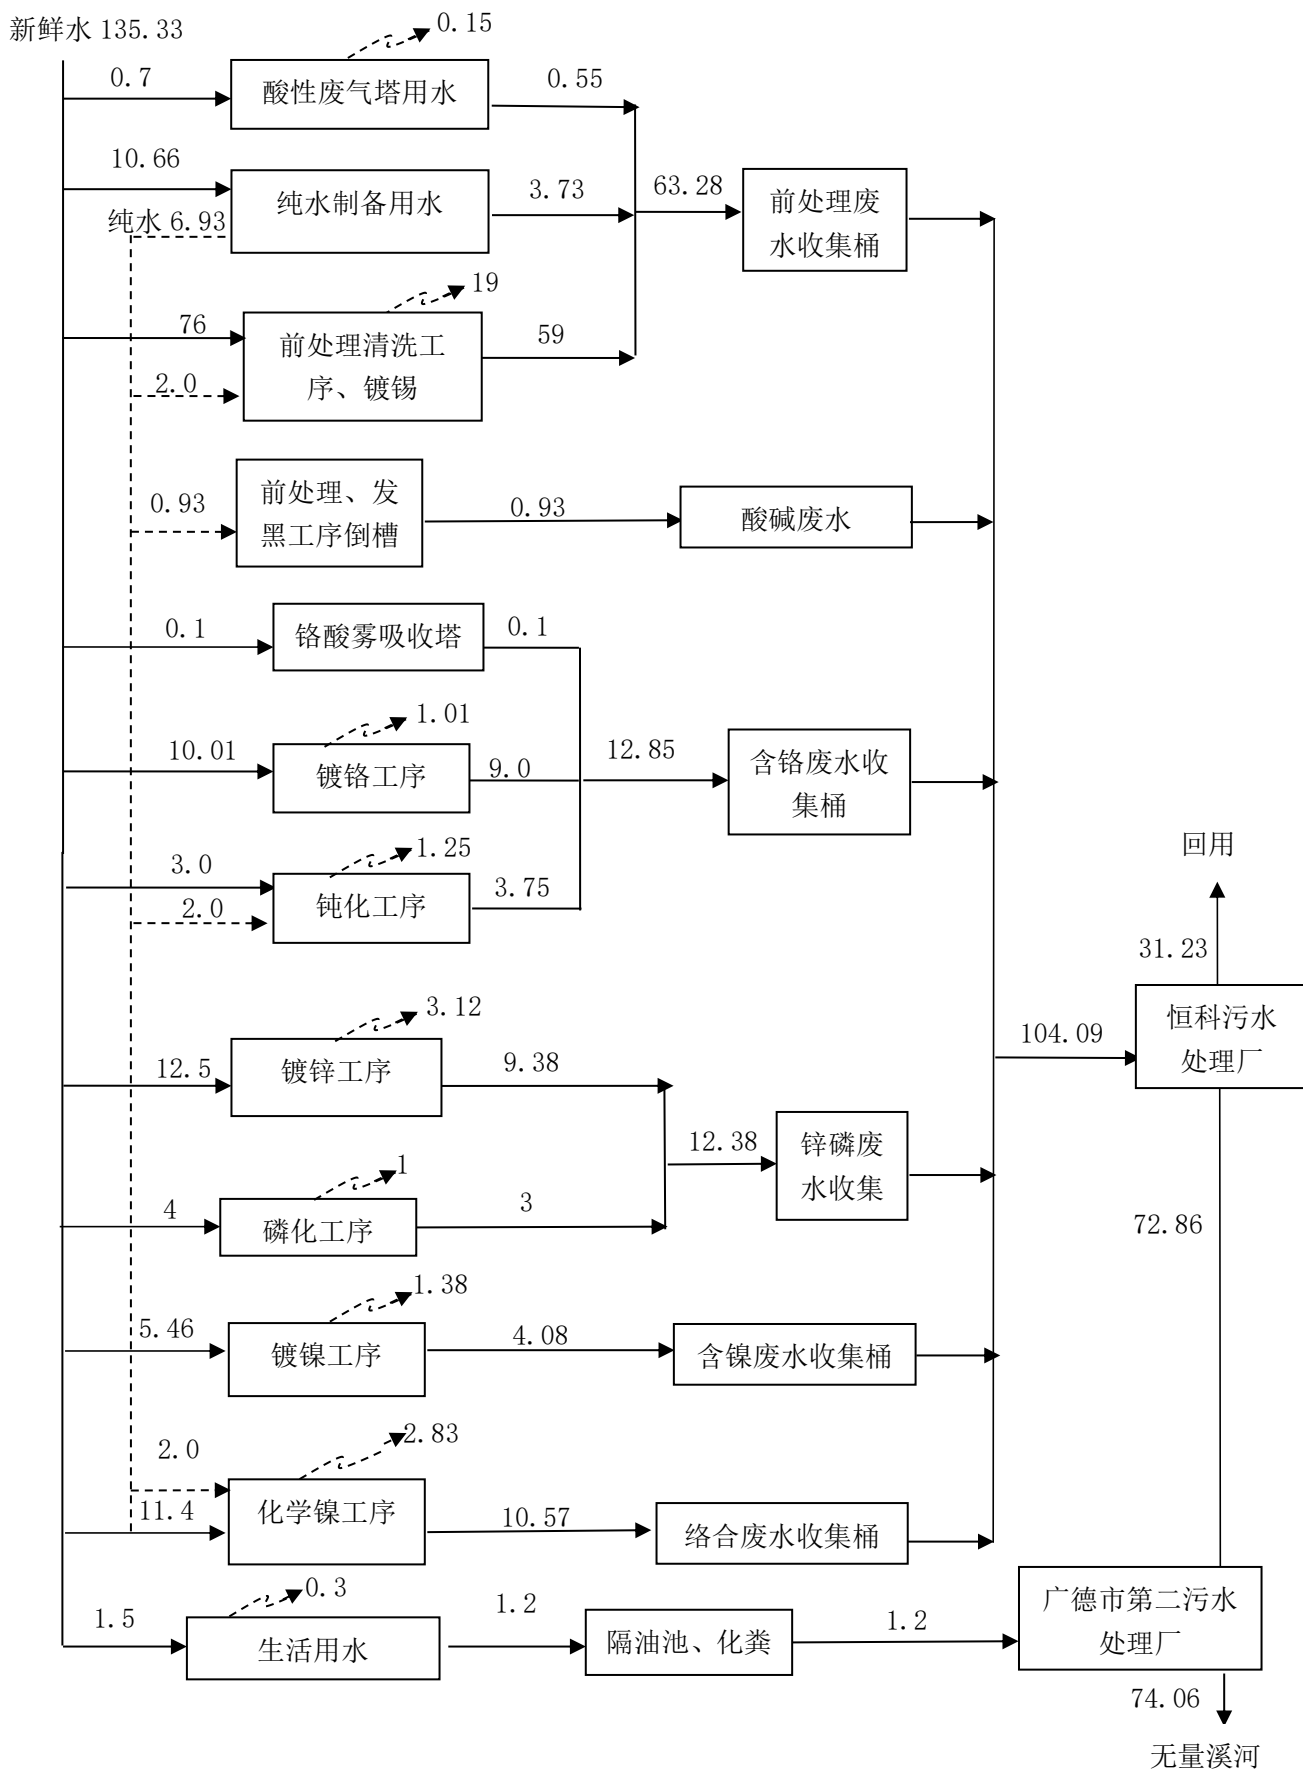 新鲜水 135.33
0.15
0.7
酸性废气塔用水
0.55
10.66
纯水制备用水
3.73
63.28
前处理废
水收集桶
纯水 6.93
19
76
前处理清洗工
序、镀锡
59
2.0
0.93
前处理、发
黑工序倒槽
0.93
酸碱废水
0.1
铬酸雾吸收塔
0.1
1.01
10.01
镀铬工序
9.0
12.85
含铬废水收
集桶
1.25
3.0
钝化工序
3.75
2.0
回用
31.23
3.12
12.5
镀锌工序
9.38
104.09
恒科污水
处理厂
12.38
锌磷废
水收集
1
4
磷化工序
3
72.86
1.38
5.46
镀镍工序
4.08
含镍废水收集桶
2.83
2.0
11.4
化学镍工序
10.57
络合废水收集桶
0.3
1.5
生活用水
1.2
隔油池、化粪
1.2
广德市第二污水
处理厂
74.06
无量溪河